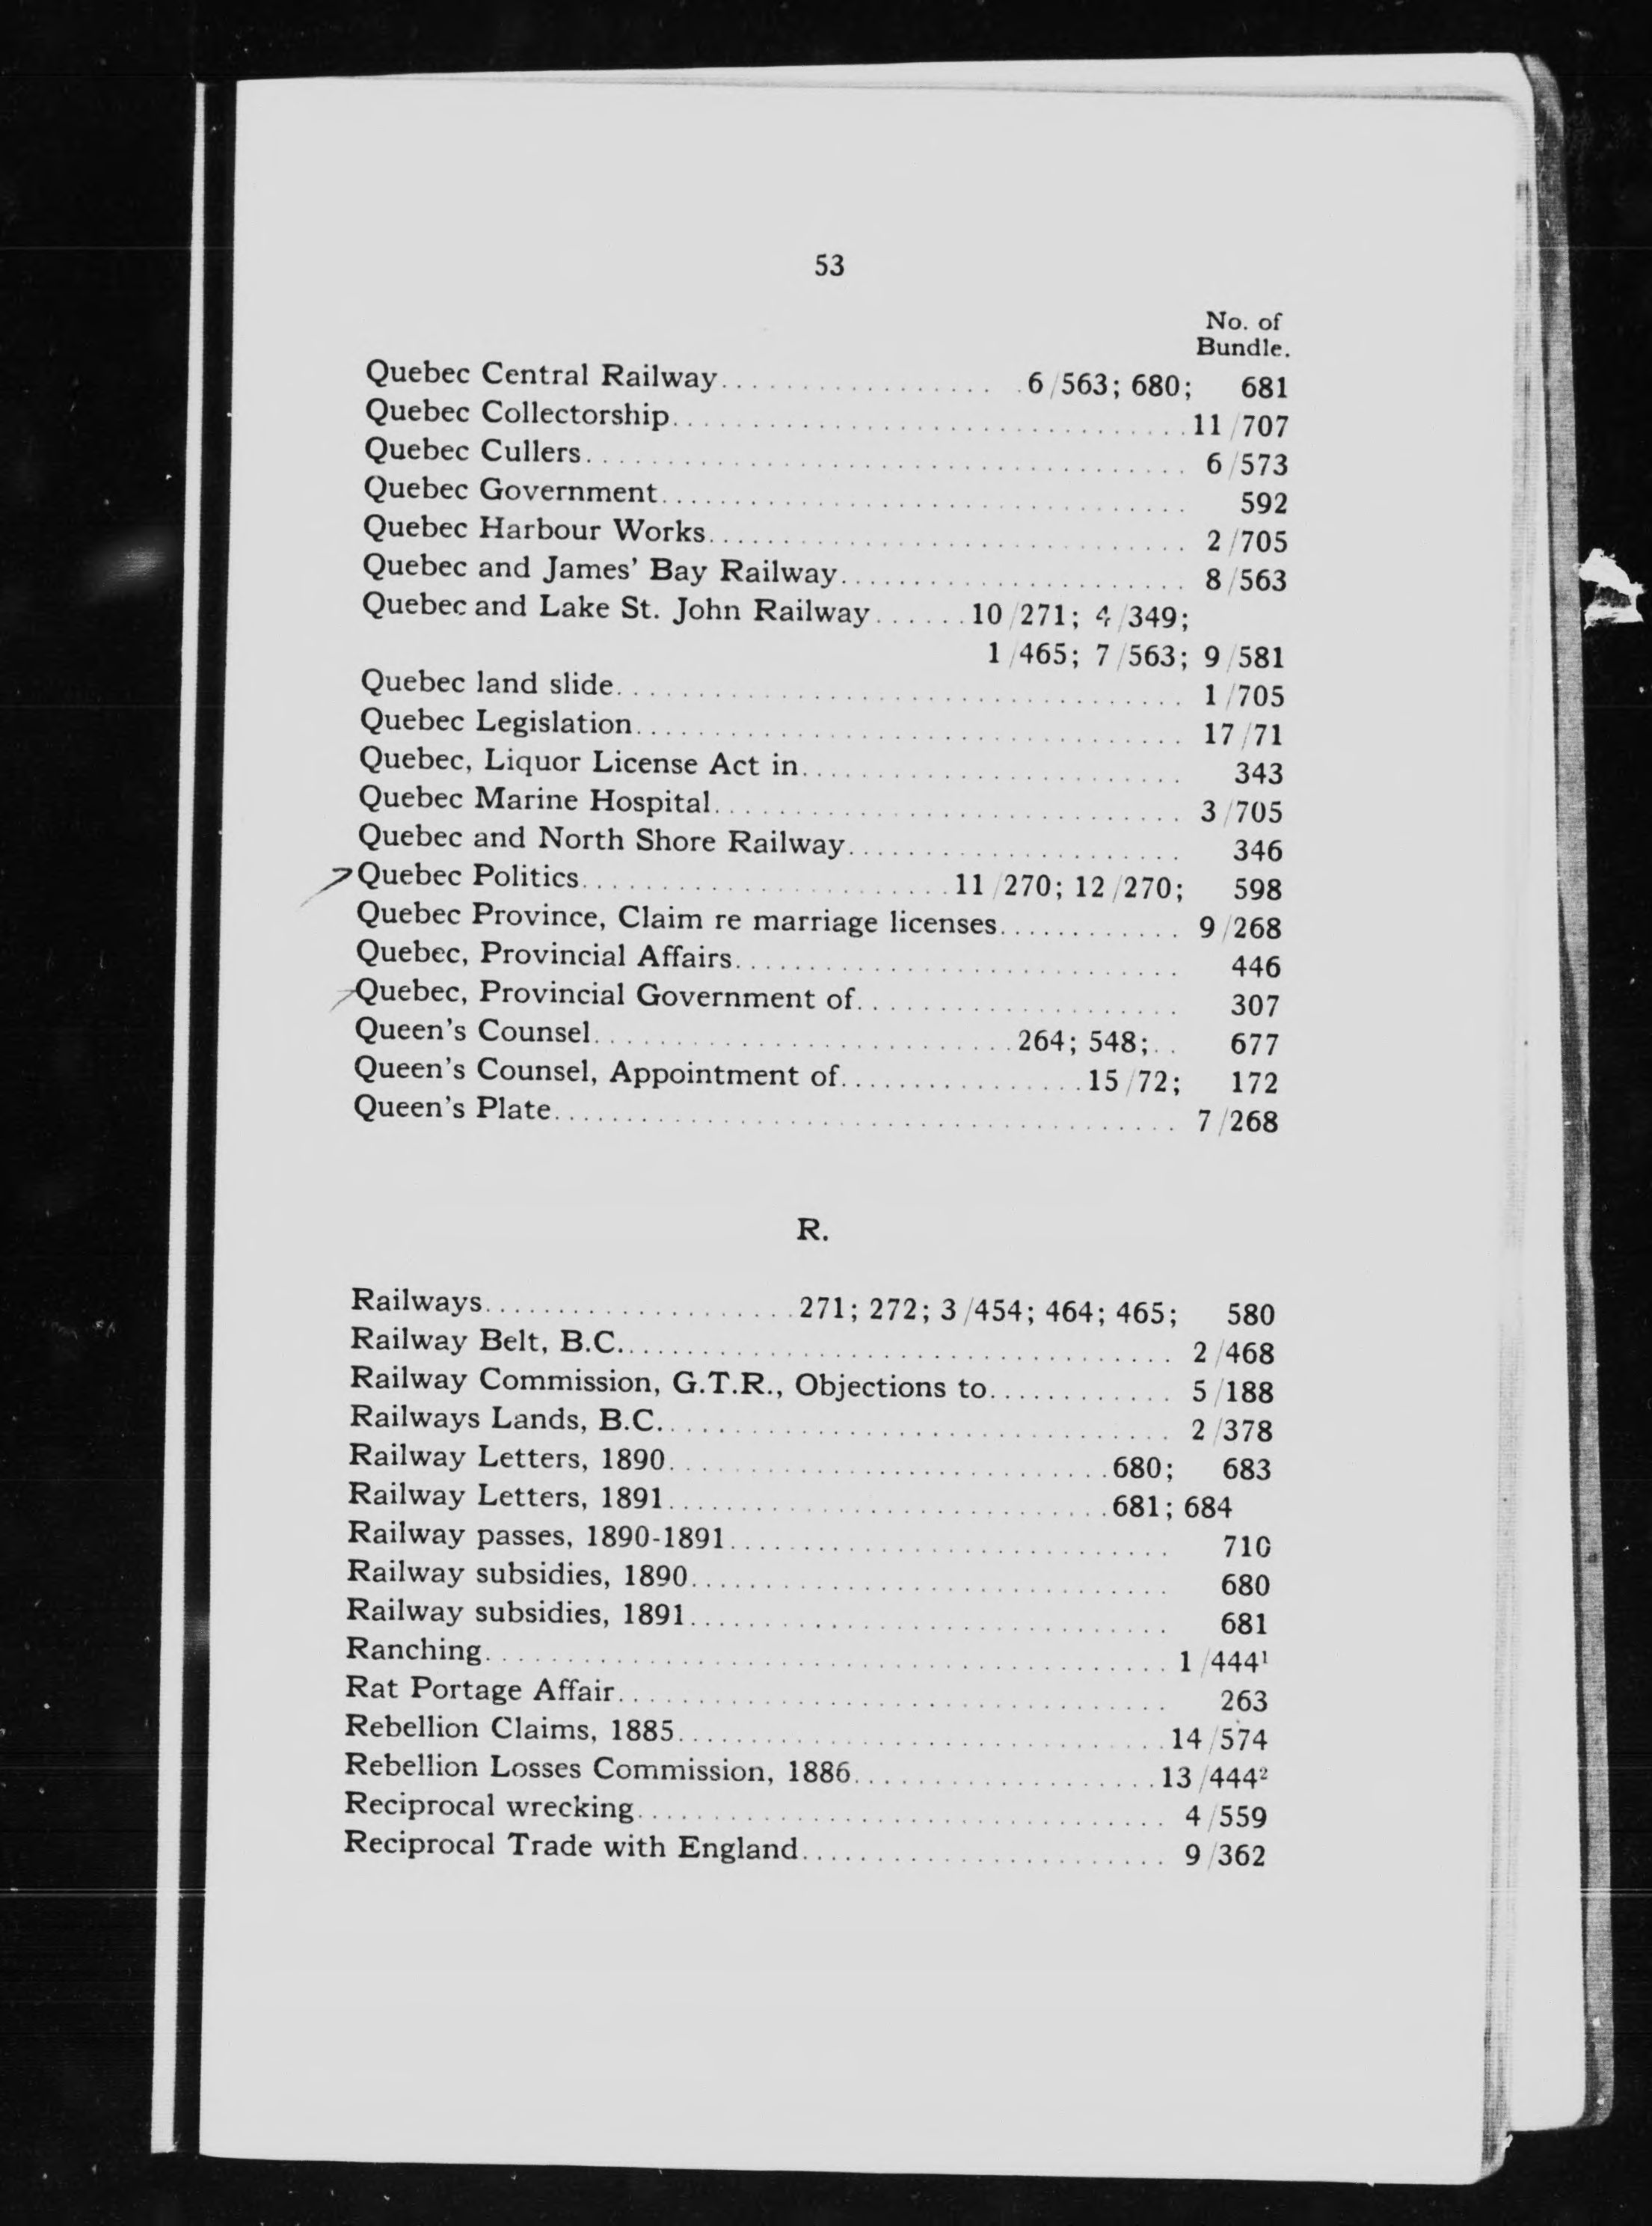 53
No. of
Bundle.
Quebec Central Railway.................. .6/563; 680; 681
Quebec Collectorship..................................11/707
Quebec Cullers........................................ 6/573
Quebec Government................................... 592
Quebec Harbour Works................................ 2/705
Quebec and James' Bay Railway....................... 8/563
Quebec and Lake St. John Railway......10/271; 4/349;
1/465; 7/563; 9/581
Quebec land slide...................................... 1/705
Quebec Legislation..................................... 17/71
Quebec, Liquor License Act in.......................... 343
Quebec Marine Hospital................................ 3/705
Quebec and North Shore Railway....................... 346
Quebec Politics.........................11/270; 12/270; 598
Quebec Province, Claim re marriage licenses............ 9/268
Quebec, Provincial Affairs.............................. 446
Quebec, Provincial Government of...................... 307
Queen's Counsel............................264; 548;.. 677
Queen's Counsel, Appointment of................15/72; 172
Queen's Plate.......................................... 7/268
R.
Railways.....................271; 272; 3/454; 464; 465; 580
Railway Belt, B.C...................................... 2/468
Railway Commission, G.T.R., Objections to............. 5/188
Railways Lands, B.C................................... 2/378
Railway Letters, 1890..............................680; 683
Railway Letters, 1891..............................681; 684
Railway passes, 1890-1891.............................. 710
Railway subsidies, 1890................................ 680
Railway subsidies, 1891................................ 681
Ranching.............................................. 1/444¹
Rat Portage Affair..................................... 263
Rebellion Claims, 1885.................................14/574
Rebellion Losses Commission, 1886.....................13/444²
Reciprocal wrecking.................................... 4/559
Reciprocal Trade with England......................... 9/362